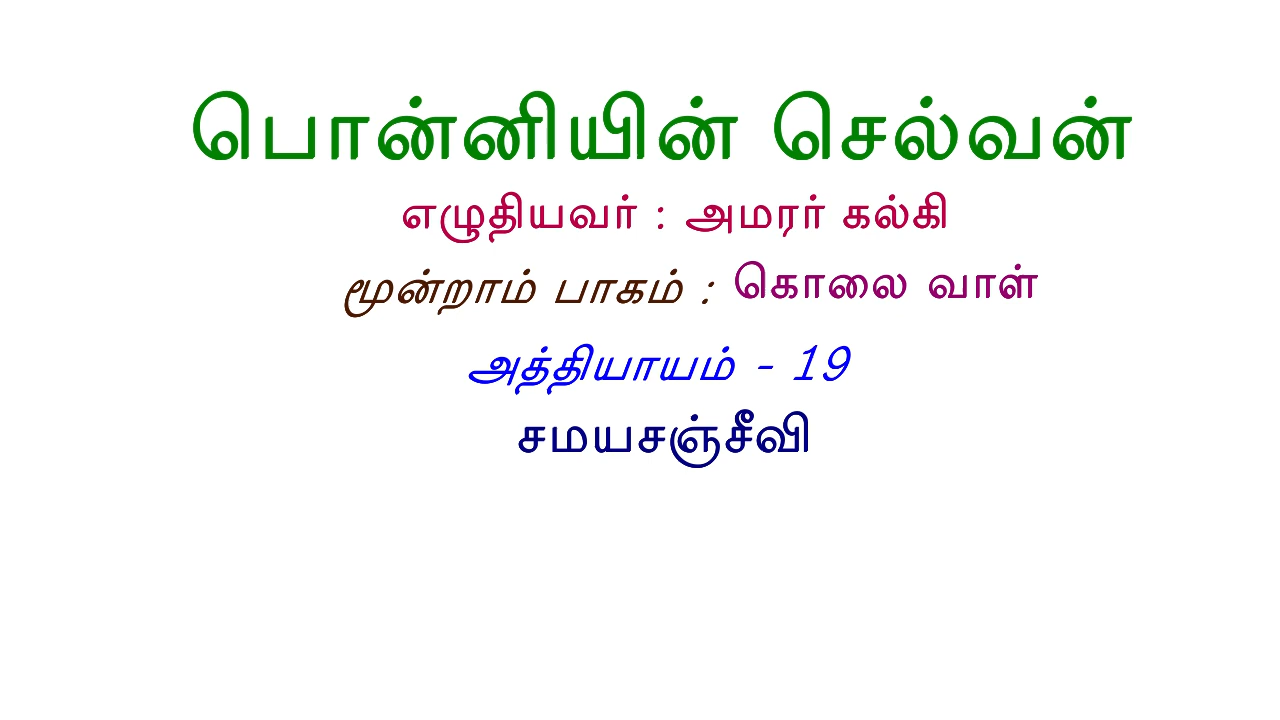 பொன்னியின் செல்வன்
எழுதியவர் : அமரர் கல்கி
மூன்றாம் பாகம் : கொலை வாள்
அத்தியாயம் - 19
சமயசஞ்சீவி